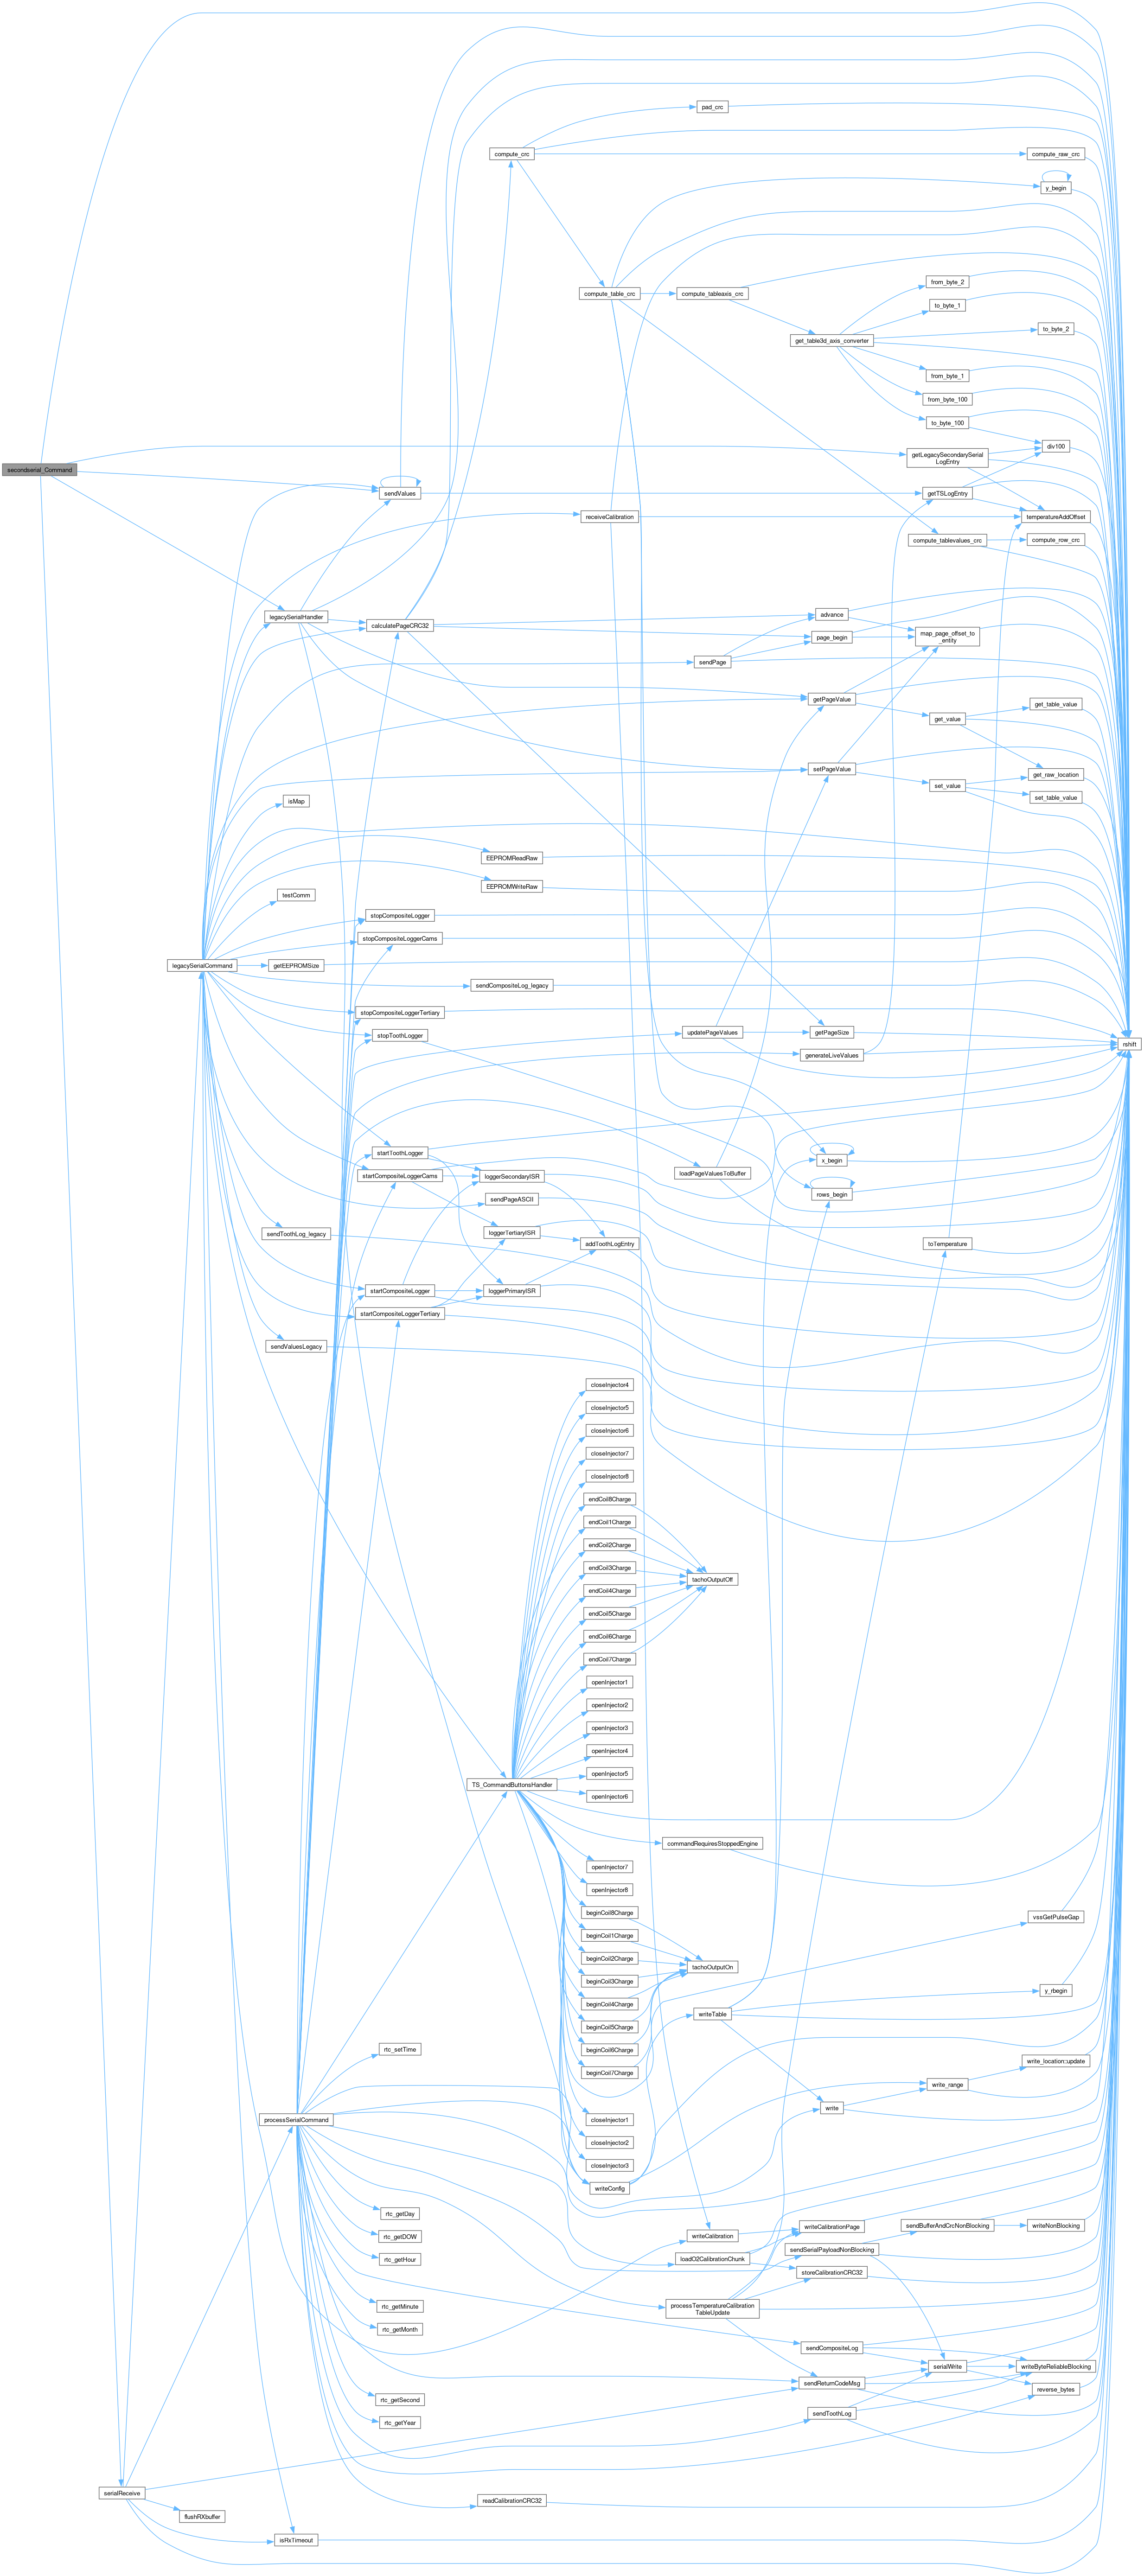 pad_crc
compute_crc
compute_raw_crc
y_begin
compute_table_crc
compute_tableaxis_crc
from_byte_2
to_byte_1
to_byte_2
get_table3d_axis_converter
from_byte_1
from_byte_100
to_byte_100
div100
getLegacySecondarySerial
LogEntry
secondserial_Command
sendValues
getTSLogEntry
receiveCalibration
temperatureAddOffset
compute_tablevalues_crc
compute_row_crc
legacySerialHandler
calculatePageCRC32
advance
page_begin
map_page_offset_to
_entity
sendPage
getPageValue
get_table_value
get_value
setPageValue
get_raw_location
set_value
set_table_value
isMap
EEPROMReadRaw
EEPROMWriteRaw
testComm
stopCompositeLogger
stopCompositeLoggerCams
legacySerialCommand
getEEPROMSize
sendCompositeLog_legacy
stopCompositeLoggerTertiary
stopToothLogger
updatePageValues
getPageSize
rshift
generateLiveValues
startToothLogger
x_begin
startCompositeLoggerCams
loggerSecondaryISR
loadPageValuesToBuffer
rows_begin
sendPageASCII
sendToothLog_legacy
loggerTertiaryISR
addToothLogEntry
toTemperature
startCompositeLogger
loggerPrimaryISR
startCompositeLoggerTertiary
sendValuesLegacy
closeInjector4
closeInjector5
closeInjector6
closeInjector7
closeInjector8
endCoil8Charge
endCoil1Charge
endCoil2Charge
endCoil3Charge
tachoOutputOff
endCoil4Charge
endCoil5Charge
endCoil6Charge
endCoil7Charge
openInjector1
openInjector2
openInjector3
openInjector4
openInjector5
TS_CommandButtonsHandler
openInjector6
commandRequiresStoppedEngine
openInjector7
openInjector8
beginCoil8Charge
vssGetPulseGap
beginCoil1Charge
beginCoil2Charge
tachoOutputOn
beginCoil3Charge
y_rbegin
beginCoil4Charge
writeTable
beginCoil5Charge
rtc_setTime
beginCoil6Charge
write_location::update
beginCoil7Charge
write_range
write
processSerialCommand
closeInjector1
closeInjector2
closeInjector3
writeConfig
rtc_getDay
writeCalibrationPage
sendBufferAndCrcNonBlocking
writeNonBlocking
rtc_getDOW
writeCalibration
sendSerialPayloadNonBlocking
rtc_getHour
loadO2CalibrationChunk
storeCalibrationCRC32
rtc_getMinute
processTemperatureCalibration
TableUpdate
rtc_getMonth
sendCompositeLog
serialWrite
writeByteReliableBlocking
sendReturnCodeMsg
reverse_bytes
rtc_getSecond
sendToothLog
rtc_getYear
serialReceive
readCalibrationCRC32
flushRXbuffer
isRxTimeout